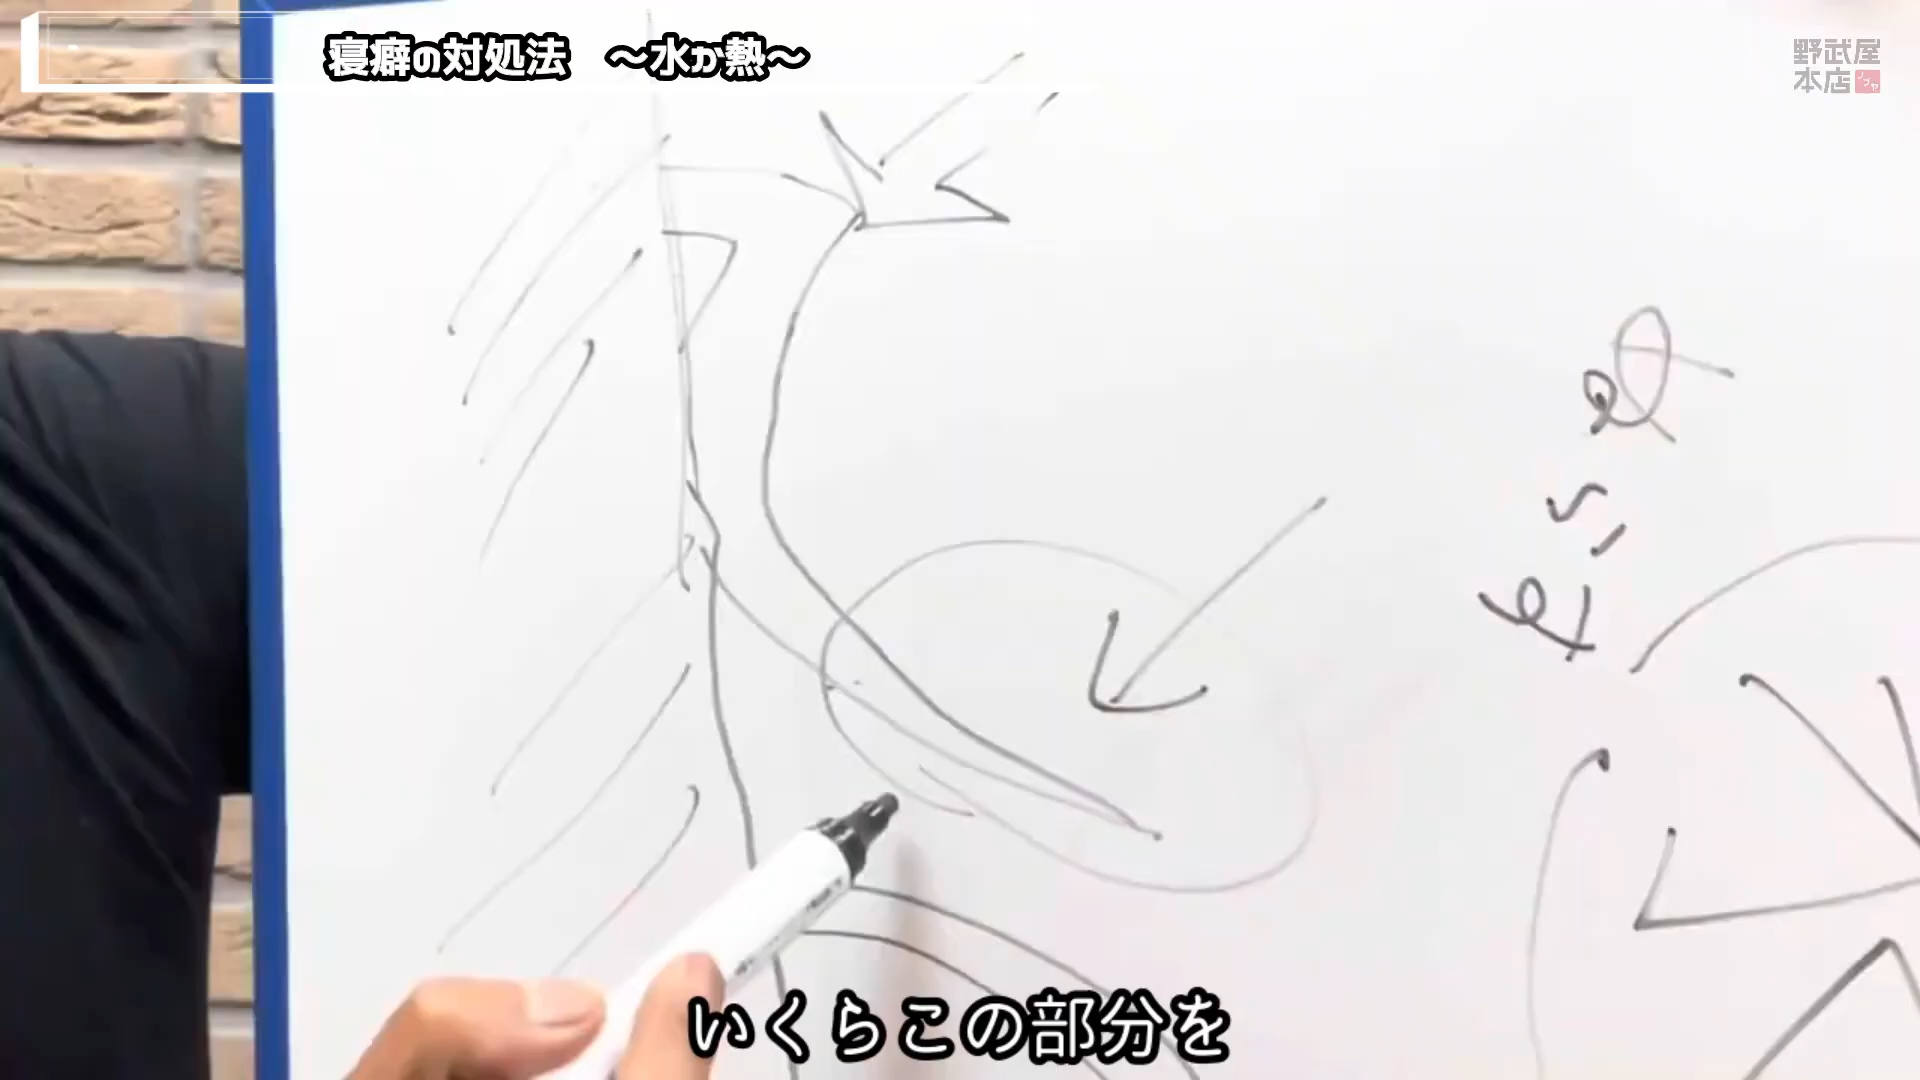 寝癖の対処法　〜水か熱〜
野武屋
本店
いくらこの部分を